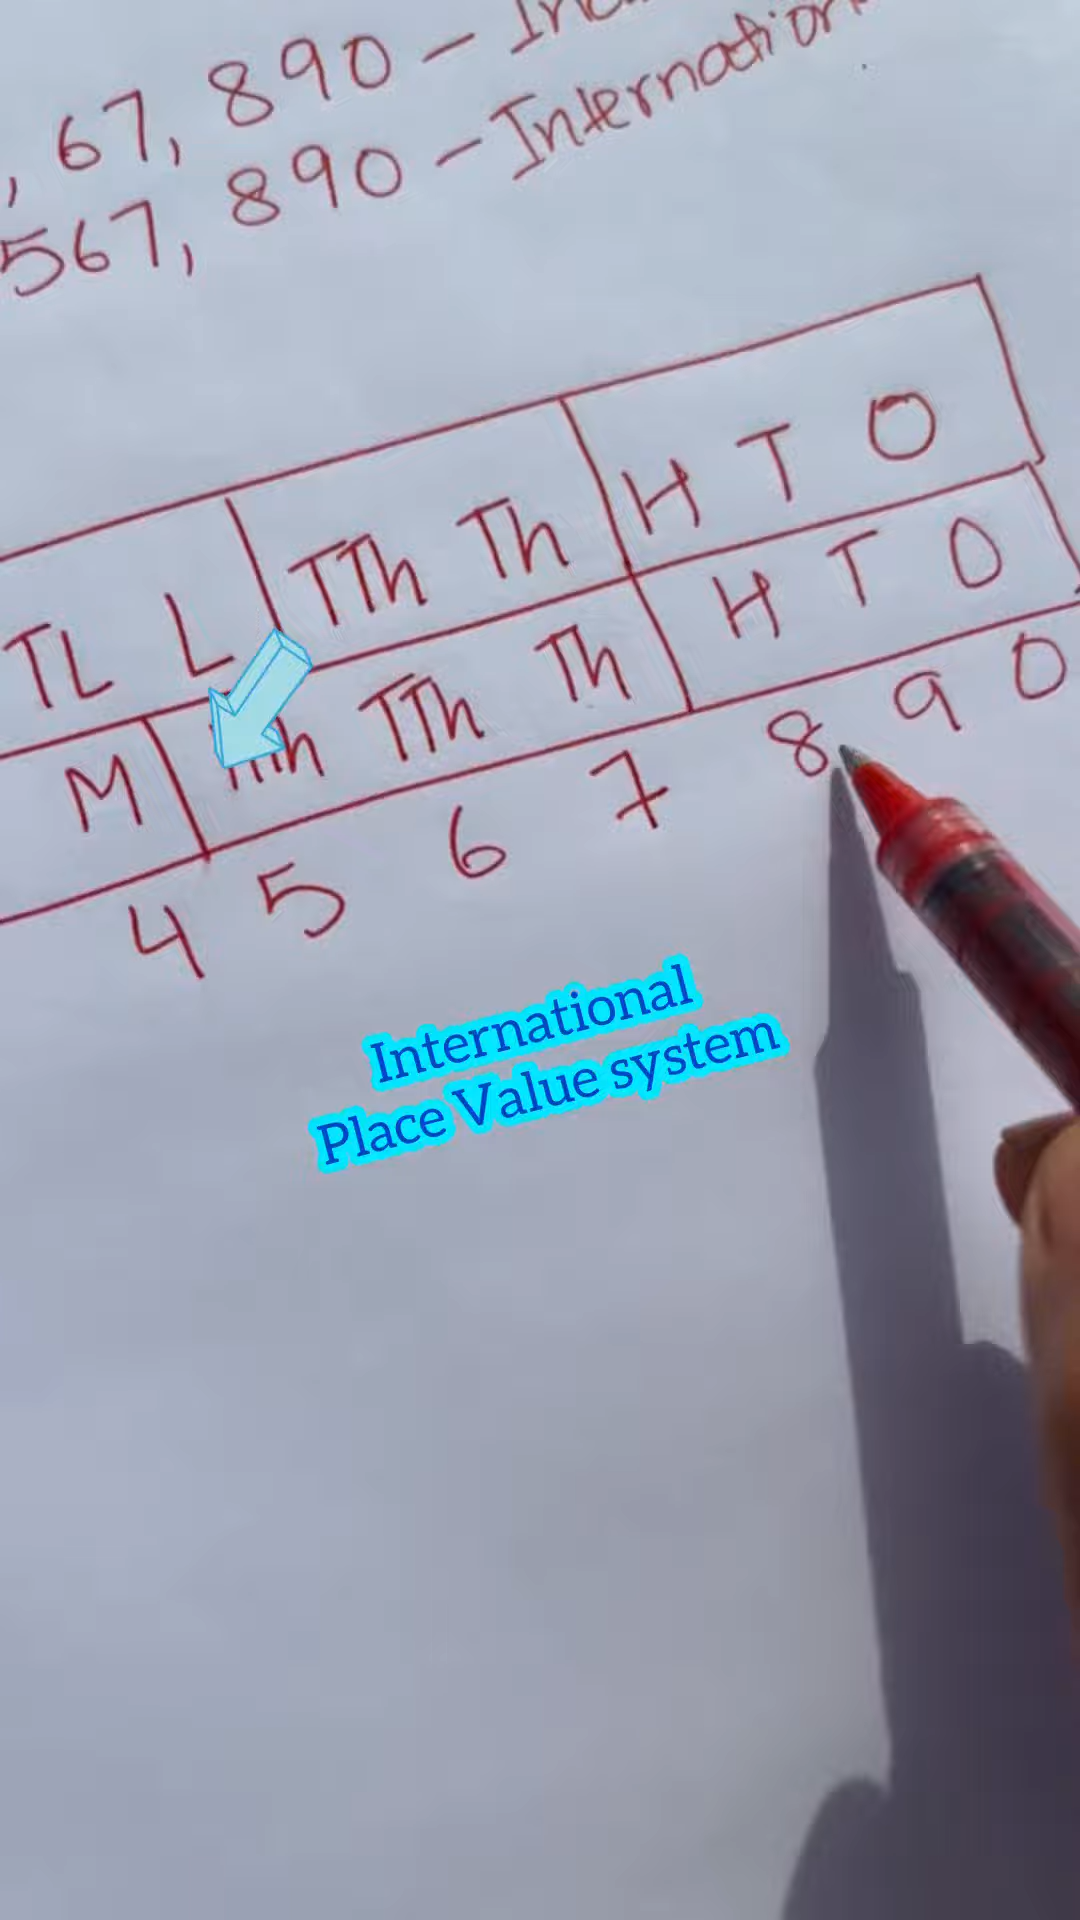 , 67, 890 - In
567, 890 - Internation
TL L TTh Th H T O
M TTh Th H T O
4 5 6 7 8 9 0
International
Place Value system